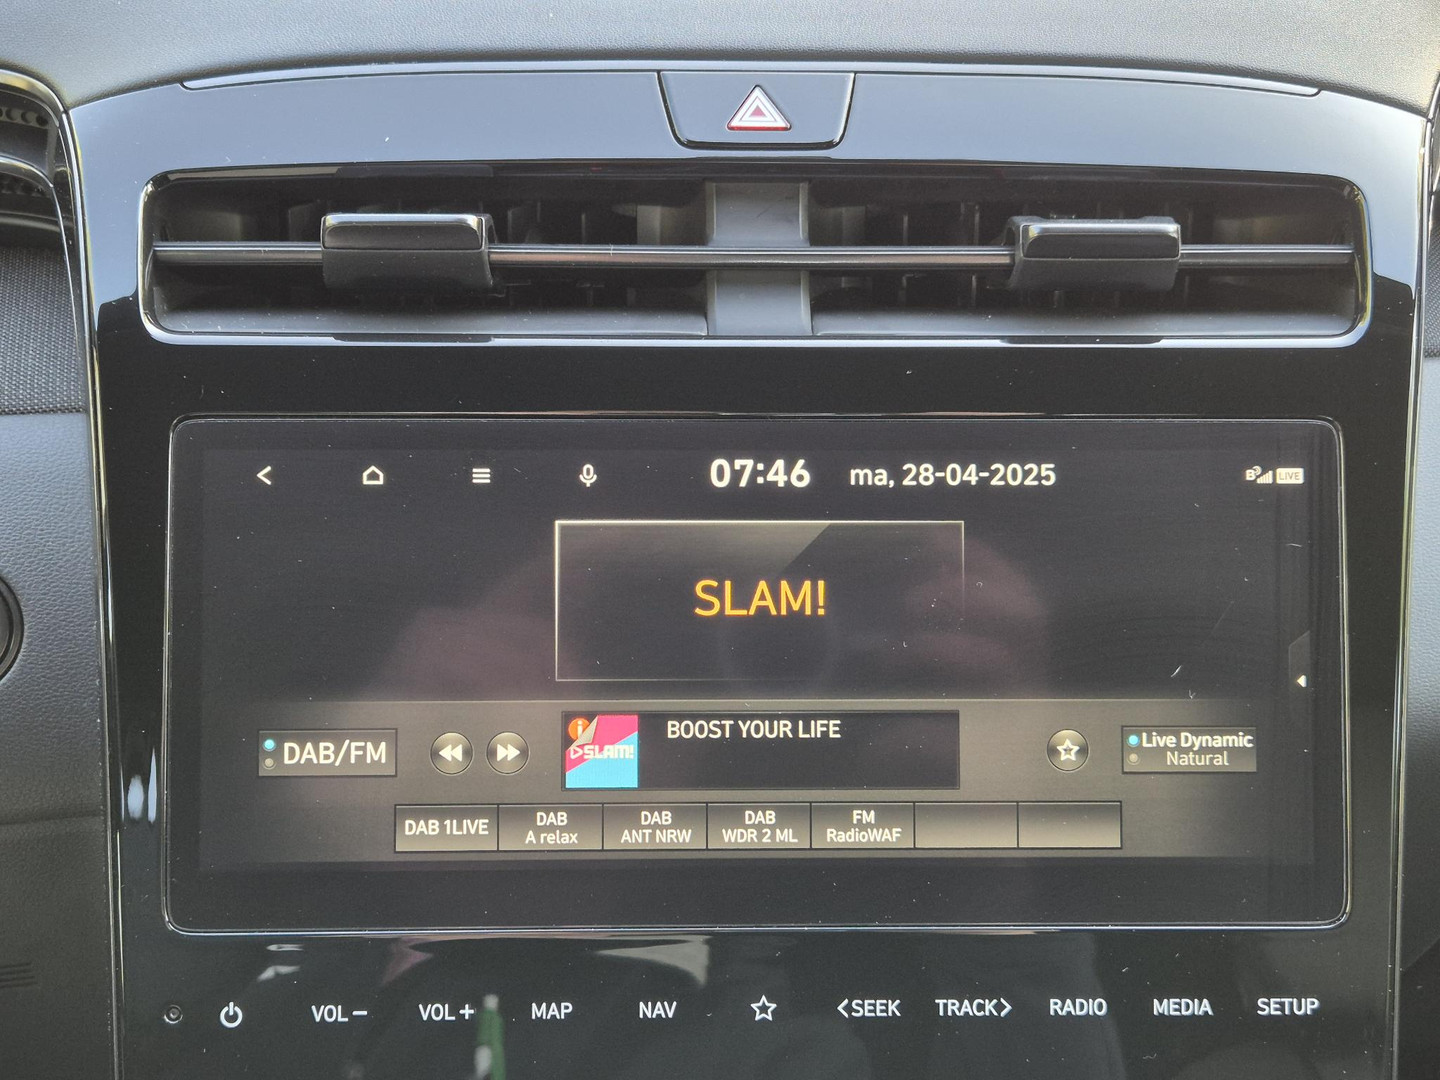 07:46 ma, 28-04-2025 B LIVE
SLAM!
DAB/FM
i
SLAM!
BOOST YOUR LIFE
Live Dynamic
Natural
DAB 1LIVE
DAB
A relax
DAB
ANT NRW
DAB
WDR 2 ML
FM
RadioWAF
VOL− VOL+ MAP NAV <SEEK TRACK> RADIO MEDIA SETUP